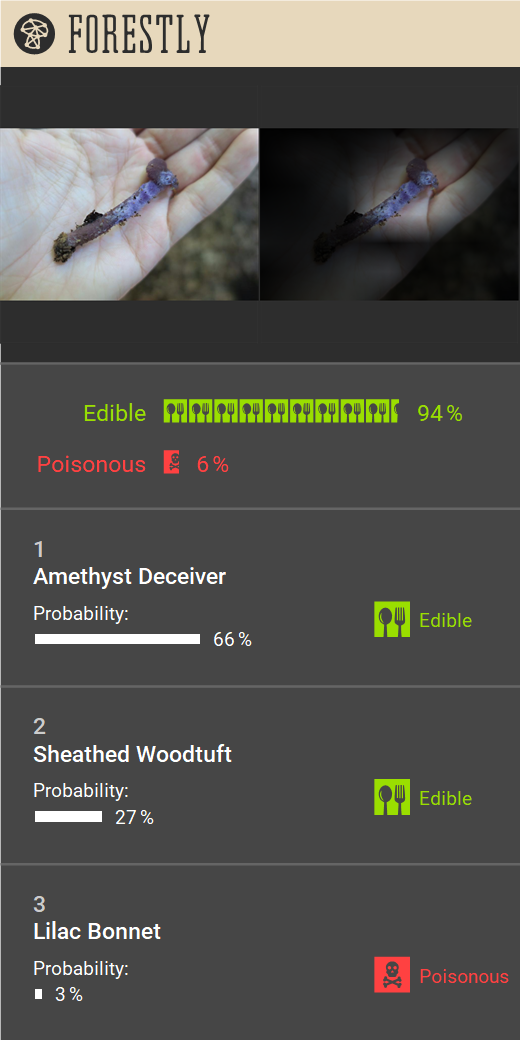 FORESTLY
Edible 94 %
Poisonous 6 %
1
Amethyst Deceiver
Probability:
66 %
Edible
2
Sheathed Woodtuft
Probability:
27 %
Edible
3
Lilac Bonnet
Probability:
3 %
Poisonous